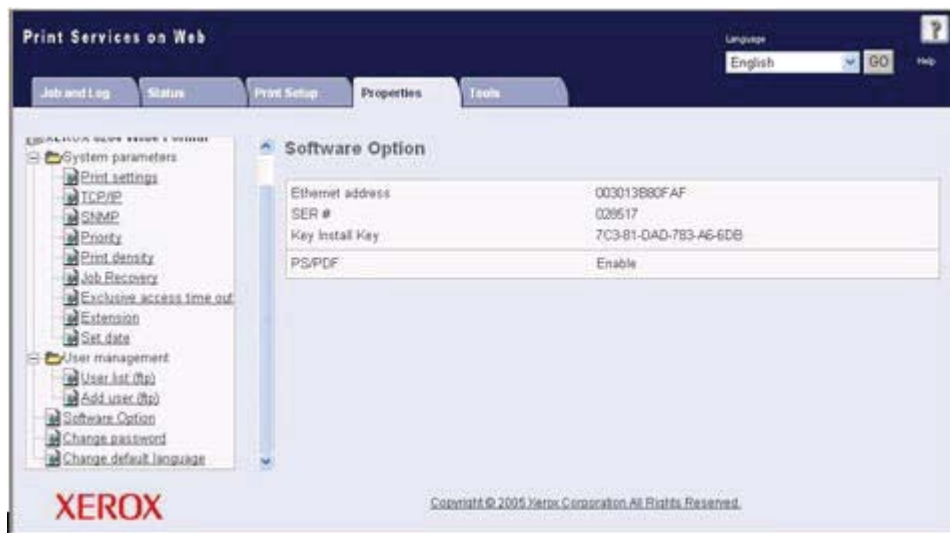 Print Services on Web
Language
English
GO
?
Help
Job and Log
Status
Print Setup
Properties
Tools
System parameters
Print settings
TCP/IP
SNMP
Priority
Print density
Job Recovery
Exclusive access time out
Extension
Set date
User management
User list (ftp)
Add user (ftp)
Software Option
Change password
Change default language
Software Option
Ethernet address 003013B80FAF
SER # 028517
Key Install Key 7C3-81-DAD-783-A6-6DB
PS/PDF Enable
XEROX
Copyright © 2005 Xerox Corporation All Rights Reserved.